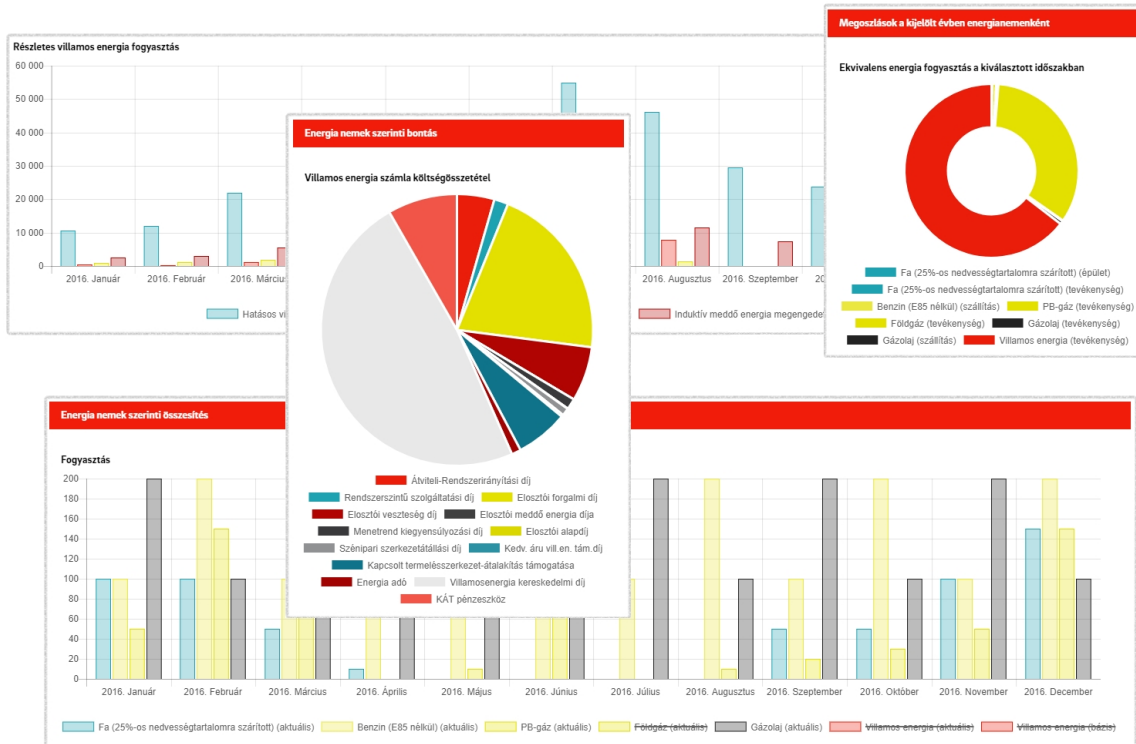 Megoszlások a kijelölt évben energianemenként
Részletes villamos energia fogyasztás
Ekvivalens energia fogyasztás a kiválasztott időszakban
60 000
50 000
40 000
30 000
20 000
10 000
0
2016. Január 2016. Február 2016. Március 2016. Augusztus 2016. Szeptember
Hatásos Induktív meddő energia
Fa (25%-os nedvességtartalomra szárított) (épület)
Fa (25%-os nedvességtartalomra szárított) (tevékenység)
Benzin (E85 nélkül) (szállítás) PB-gáz (tevékenység)
Földgáz (tevékenység) Gázolaj (tevékenység)
Gázolaj (szállítás) Villamos energia (tevékenység)
Energia nemek szerinti bontás
Villamos energia számla költségösszetétel
Átviteli-Rendszerirányítási díj
Rendszerszintű szolgáltatási díj Elosztói forgalmi díj
Elosztói veszteség díj Elosztói meddő energia díja
Menetrend kiegyensúlyozási díj Elosztói alapdíj
Szénipari szerkezetátállási díj Kedv. áru vill.en. tám.díj
Kapcsolt termelésszerkezet-átalakítás támogatása
Energia adó Villamosenergia kereskedelmi díj
KÁT pénzeszköz
Energia nemek szerinti összesítés
Fogyasztás
200
180
160
140
120
100
80
60
40
20
0
2016. Január 2016. Február 2016. Március 2016. Április 2016. Május 2016. Június 2016. Július 2016. Augusztus 2016. Szeptember 2016. Október 2016. November 2016. December
Fa (25%-os nedvességtartalomra szárított) (aktuális) Benzin (E85 nélkül) (aktuális) PB-gáz (aktuális) Földgáz (aktuális) Gázolaj (aktuális) Villamos energia (aktuális) Villamos energia (bázis)